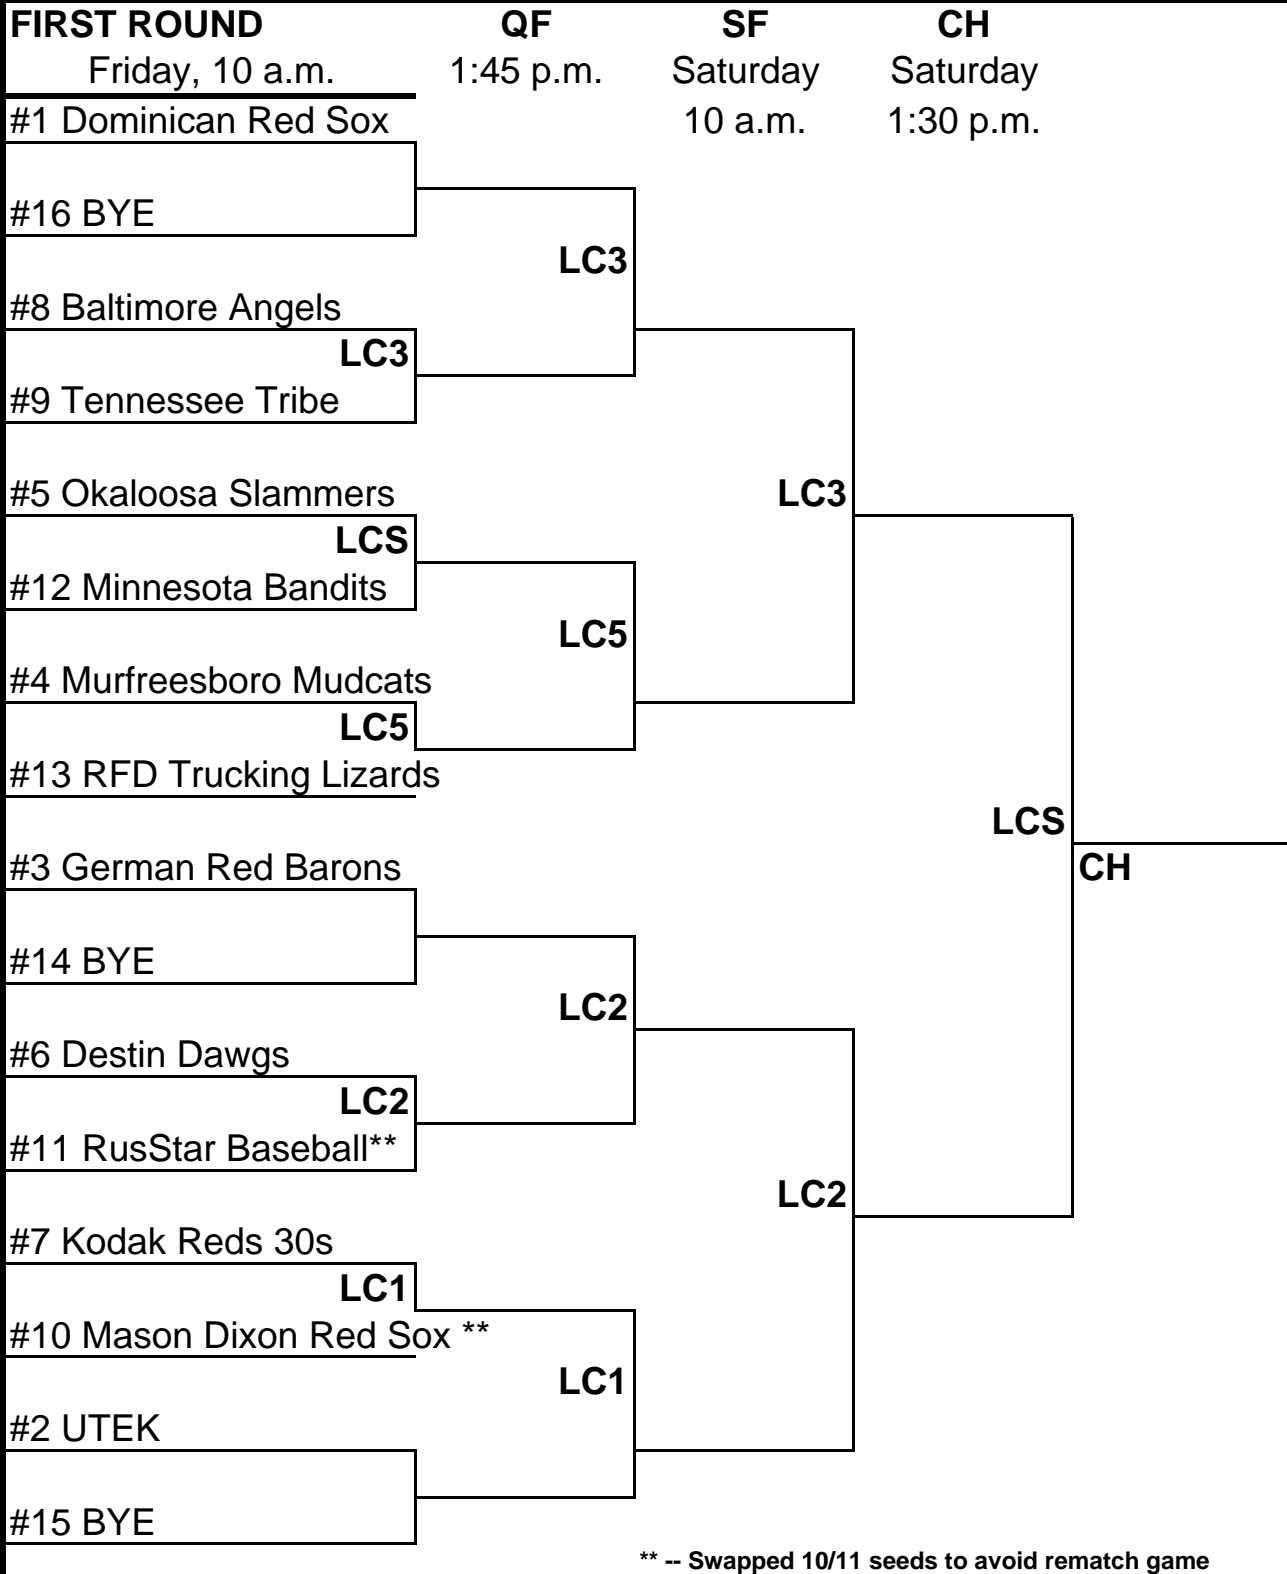 FIRST ROUND QF SF CH
Friday, 10 a.m. 1:45 p.m. Saturday Saturday
#1 Dominican Red Sox 10 a.m. 1:30 p.m.
#16 BYE
LC3
#8 Baltimore Angels
LC3
#9 Tennessee Tribe
#5 Okaloosa Slammers LC3
LCS
#12 Minnesota Bandits
LC5
#4 Murfreesboro Mudcats
LC5
#13 RFD Trucking Lizards
LCS
#3 German Red Barons CH
#14 BYE
LC2
#6 Destin Dawgs
LC2
#11 RusStar Baseball**
LC2
#7 Kodak Reds 30s
LC1
#10 Mason Dixon Red Sox **
LC1
#2 UTEK
#15 BYE
** -- Swapped 10/11 seeds to avoid rematch game